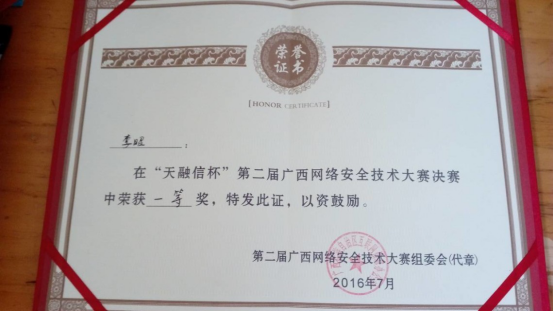 荣誉
证书
[HONOR CERTIFICATE]
李
:
在“天融信杯”第二届广西网络安全技术大赛决赛
中荣获一等奖，特发此证，以资鼓励。
第二届广西网络安全技术大赛组委会(代章)
2016年7月